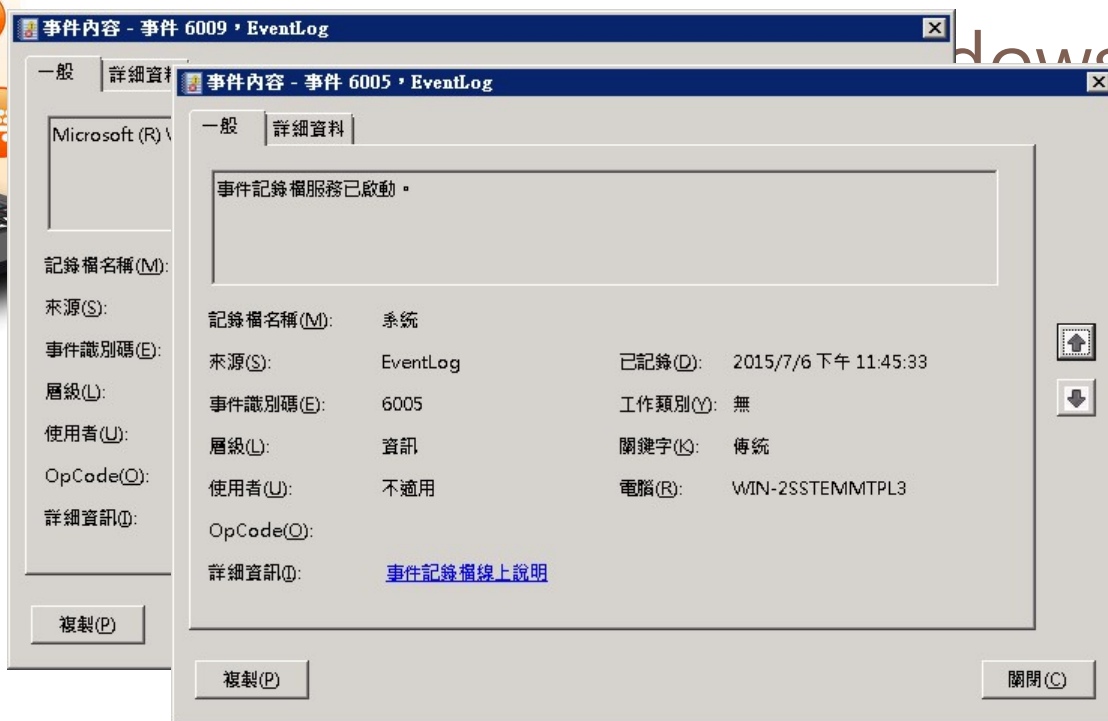 事件內容 - 事件 6009，EventLog
dows
一般 詳細資料
Microsoft (R)
記錄檔名稱(M):
來源(S):
事件識別碼(E):
層級(L):
使用者(U):
OpCode(O):
詳細資訊(I):
複製(P)
事件內容 - 事件 6005，EventLog
一般 詳細資料
事件記錄檔服務已啟動。
記錄檔名稱(M): 系統
來源(S): EventLog 已記錄(D): 2015/7/6 下午 11:45:33
事件識別碼(E): 6005 工作類別(Y): 無
層級(L): 資訊 關鍵字(K): 傳統
使用者(U): 不適用 電腦(R): WIN-2SSTEMMTPL3
OpCode(O):
詳細資訊(I): 事件記錄檔線上說明
複製(P) 關閉(C)